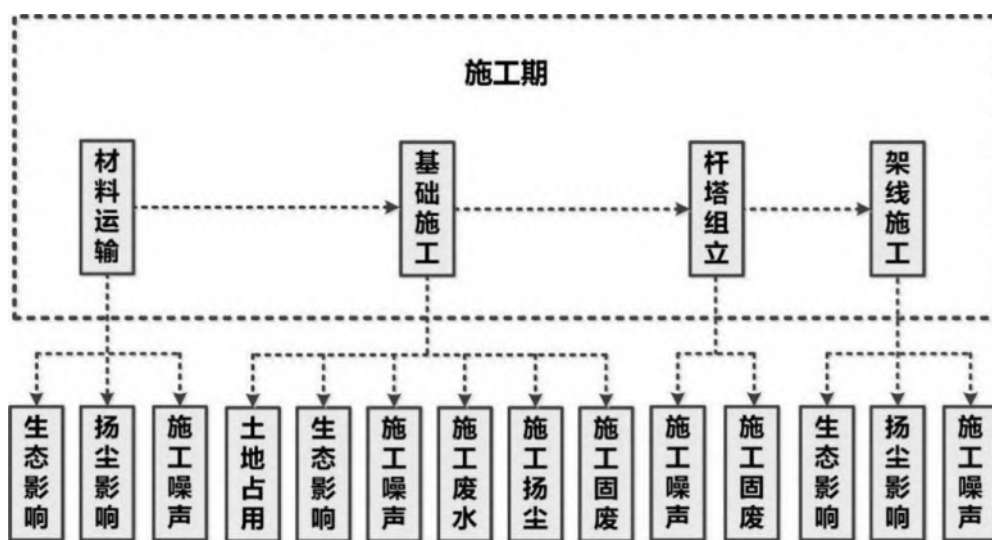 施工期
材料运输
基础施工
杆塔组立
架线施工
生态影响
扬尘影响
施工噪声
土地占用
生态影响
施工噪声
施工废水
施工扬尘
施工固废
施工噪声
施工固废
生态影响
扬尘影响
施工噪声